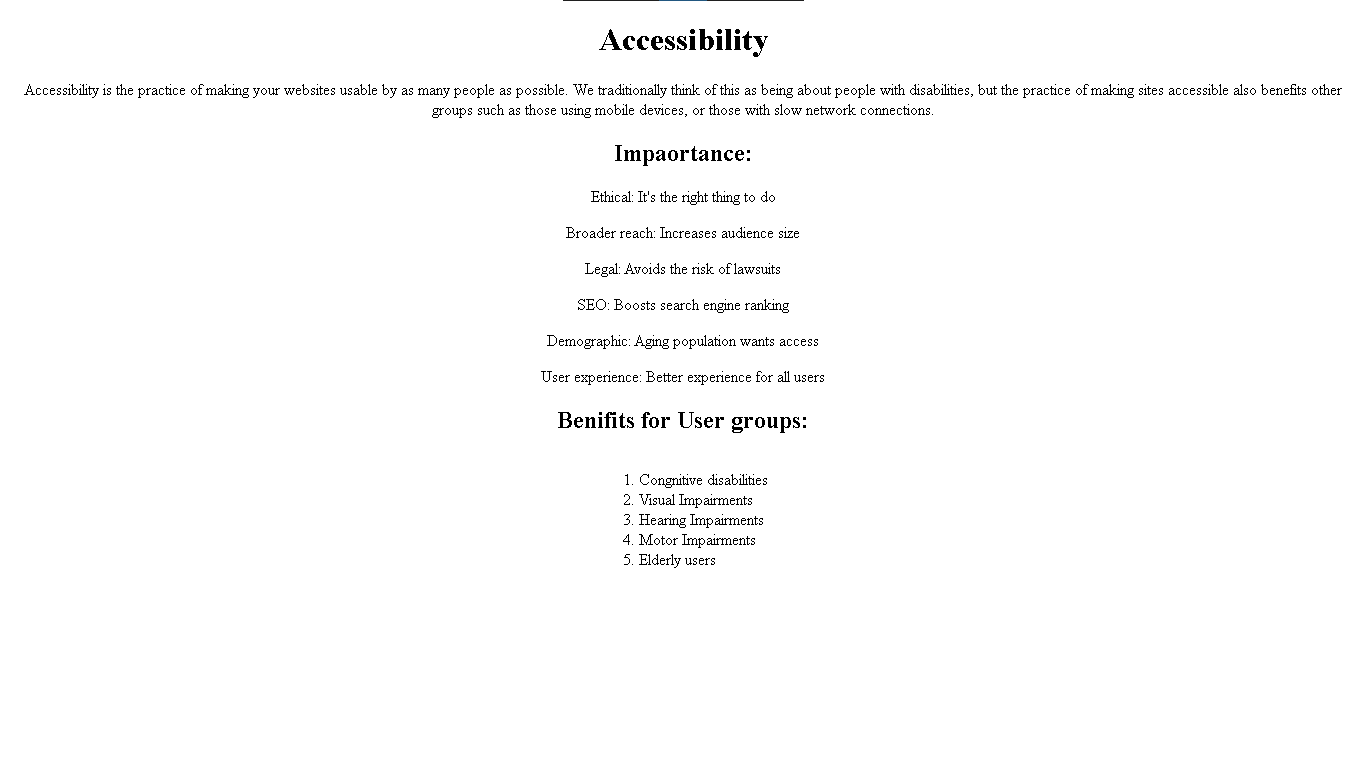 Accessibility
Accessibility is the practice of making your websites usable by as many people as possible. We traditionally think of this as being about people with disabilities, but the practice of making sites accessible also benefits other
groups such as those using mobile devices, or those with slow network connections.
Impaortance:
Ethical: It's the right thing to do
Broader reach: Increases audience size
Legal: Avoids the risk of lawsuits
SEO: Boosts search engine ranking
Demographic: Aging population wants access
User experience: Better experience for all users
Benifits for User groups:
1. Congnitive disabilities
2. Visual Impairments
3. Hearing Impairments
4. Motor Impairments
5. Elderly users